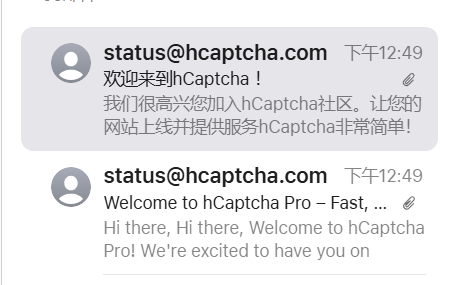 status@hcaptcha.com 下午12:49
欢迎来到hCaptcha！
我们很高兴您加入hCaptcha社区。让您的
网站上线并提供服务hCaptcha非常简单！
status@hcaptcha.com 下午12:49
Welcome to hCaptcha Pro – Fast, ...
Hi there, Hi there, Welcome to hCaptcha
Pro! We're excited to have you on